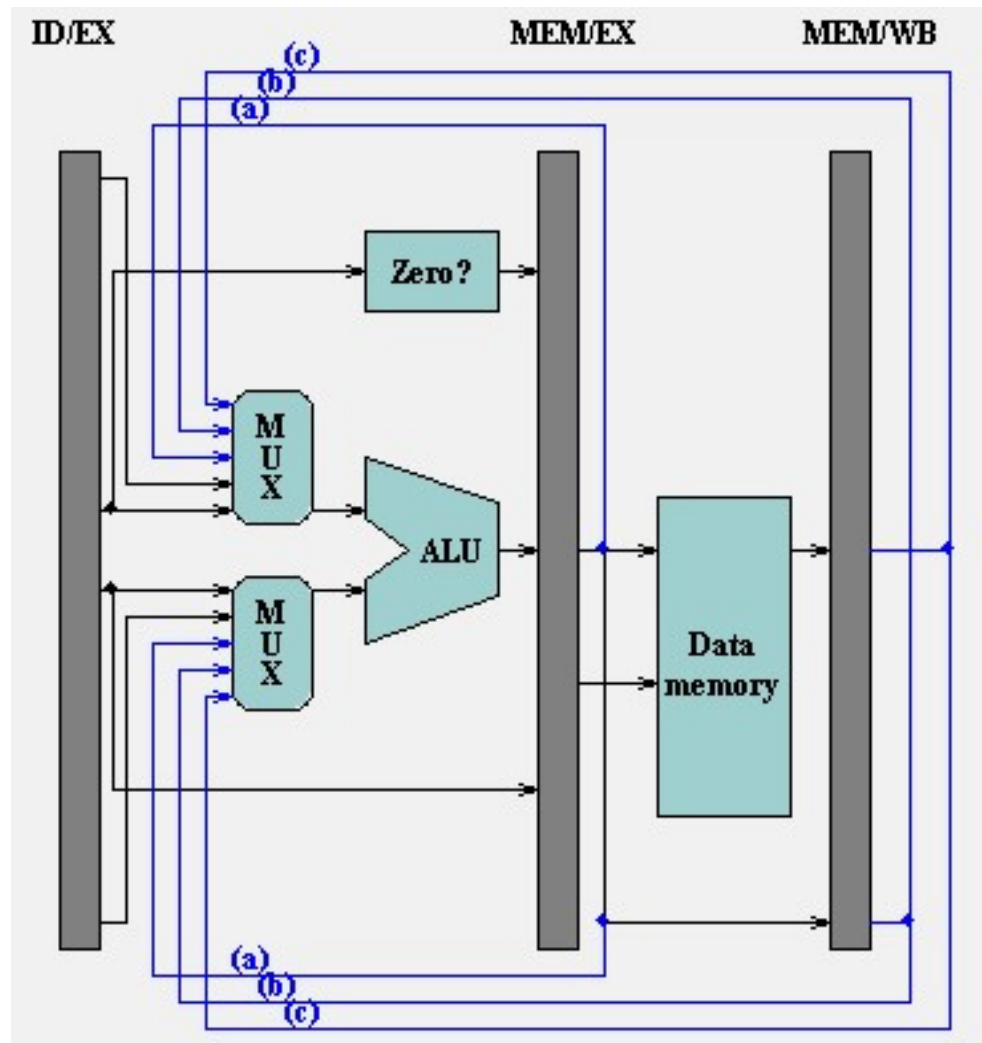 ID/EX
MEM/EX
MEM/WB
(c)
(b)
(a)
Zero?
M
U
X
ALU
M
U
X
Data
memory
(a)
(b)
(c)